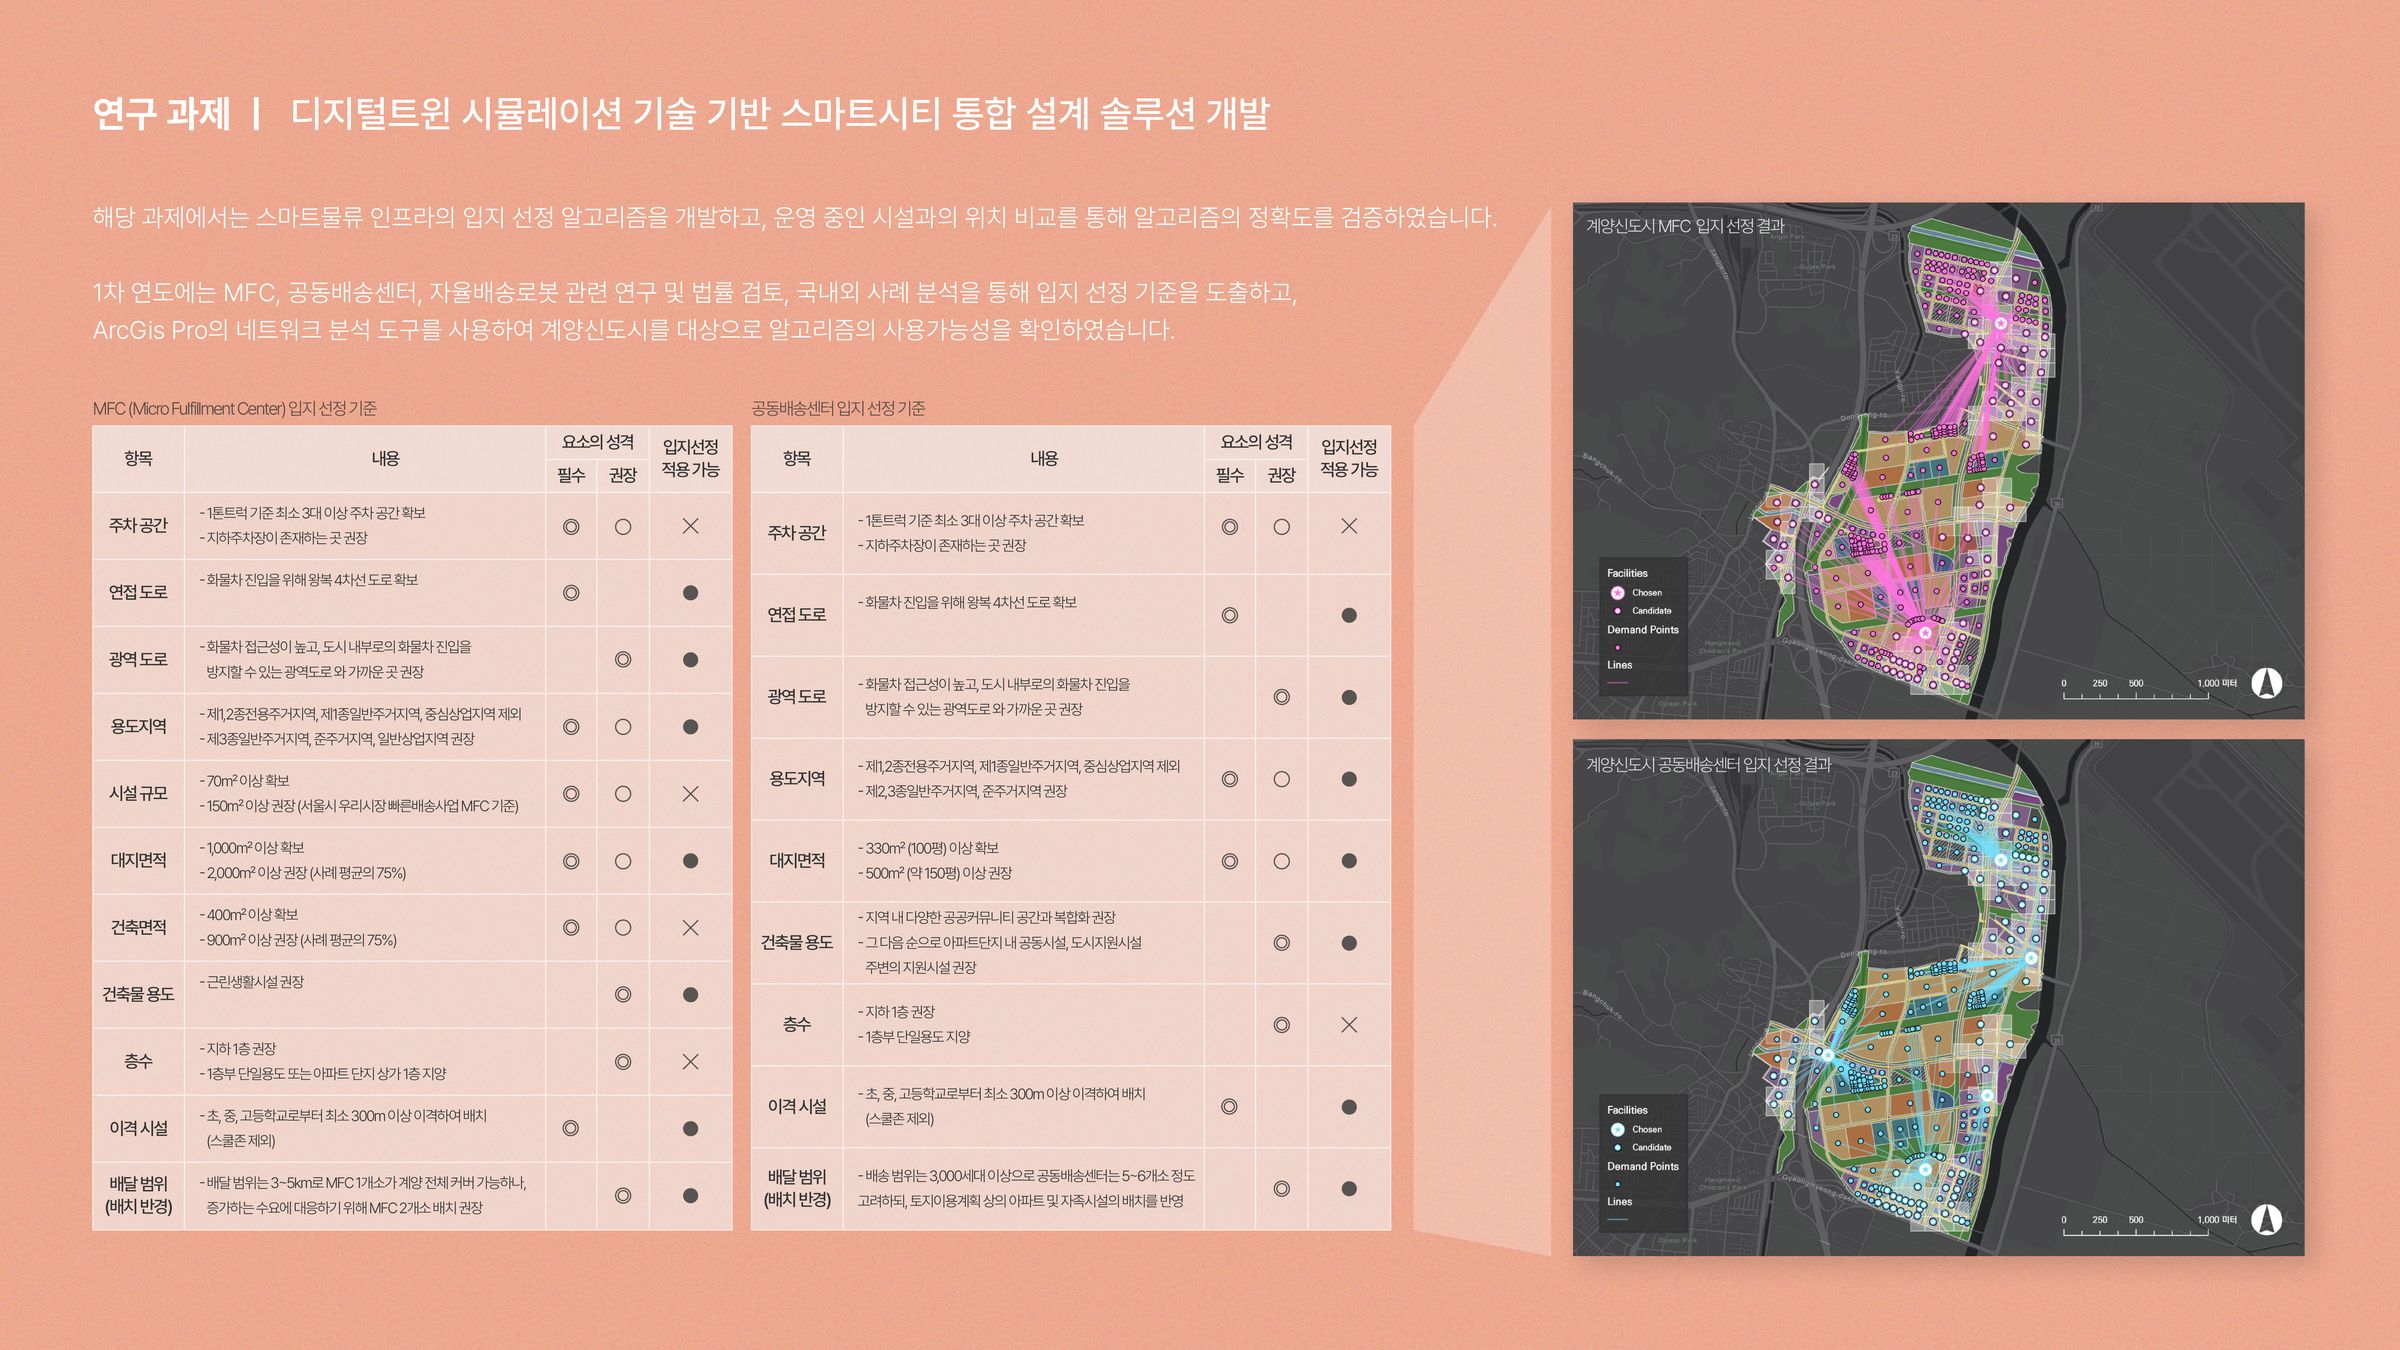 연구 과제 | 디지털트윈 시뮬레이션 기술 기반 스마트시티 통합 설계 솔루션 개발
해당 과제에서는 스마트물류 인프라의 입지 선정 알고리즘을 개발하고, 운영 중인 시설과의 위치 비교를 통해 알고리즘의 정확도를 검증하였습니다.
1차 연도에는 MFC, 공동배송센터, 자율배송로봇 관련 연구 및 법률 검토, 국내외 사례 분석을 통해 입지 선정 기준을 도출하고,
ArcGis Pro의 네트워크 분석 도구를 사용하여 계양신도시를 대상으로 알고리즘의 사용가능성을 확인하였습니다.
MFC (Micro Fulfillment Center) 입지 선정 기준
항목 내용 요소의 성격 입지선정
필수 권장 적용 가능
주차 공간
- 1톤트럭 기준 최소 3대 이상 주차 공간 확보
- 지하주차장이 존재하는 곳 권장
◎ ○ ×
연접 도로
- 화물차 진입을 위해 왕복 4차선 도로 확보
◎ ●
광역 도로
- 화물차 접근성이 높고, 도시 내부로의 화물차 진입을
방지할 수 있는 광역도로 와 가까운 곳 권장
◎ ●
용도지역
- 제1,2종전용주거지역, 제1종일반주거지역, 중심상업지역 제외
- 제3종일반주거지역, 준주거지역, 일반상업지역 권장
◎ ○ ●
시설 규모
- 70m² 이상 확보
- 150m² 이상 권장 (서울시 우리시장 빠른배송사업 MFC 기준)
◎ ○ ×
대지면적
- 1,000m² 이상 확보
- 2,000m² 이상 권장 (사례 평균의 75%)
◎ ○ ●
건축면적
- 400m² 이상 확보
- 900m² 이상 권장 (사례 평균의 75%)
◎ ○ ×
건축물 용도
- 근린생활시설 권장
◎ ●
층수
- 지하 1층 권장
- 1층부 단일용도 또는 아파트 단지 상가 1층 지양
◎ ×
이격 시설
- 초, 중, 고등학교로부터 최소 300m 이상 이격하여 배치
(스쿨존 제외)
◎ ●
배달 범위
(배치 반경)
- 배달 범위는 3~5km로 MFC 1개소가 계양 전체 커버 가능하나,
증가하는 수요에 대응하기 위해 MFC 2개소 배치 권장
◎ ●
공동배송센터 입지 선정 기준
항목 내용 요소의 성격 입지선정
필수 권장 적용 가능
주차 공간
- 1톤트럭 기준 최소 3대 이상 주차 공간 확보
- 지하주차장이 존재하는 곳 권장
◎ ○ ×
연접 도로
- 화물차 진입을 위해 왕복 4차선 도로 확보
◎ ●
광역 도로
- 화물차 접근성이 높고, 도시 내부로의 화물차 진입을
방지할 수 있는 광역도로 와 가까운 곳 권장
◎ ●
용도지역
- 제1,2종전용주거지역, 제1종일반주거지역, 중심상업지역 제외
- 제2,3종일반주거지역, 준주거지역 권장
◎ ○ ●
대지면적
- 330m² (100평) 이상 확보
- 500m² (약 150평) 이상 권장
◎ ○ ●
건축물 용도
- 지역 내 다양한 공공커뮤니티 공간과 복합화 권장
- 그 다음 순으로 아파트단지 내 공동시설, 도시지원시설
주변의 지원시설 권장
◎ ●
층수
- 지하 1층 권장
- 1층부 단일용도 지양
◎ ×
이격 시설
- 초, 중, 고등학교로부터 최소 300m 이상 이격하여 배치
(스쿨존 제외)
◎ ●
배달 범위
(배치 반경)
- 배송 범위는 3,000세대 이상으로 공동배송센터는 5~6개소 정도
고려하되, 토지이용계획 상의 아파트 및 자족시설의 배치를 반영
◎ ●
계양신도시 MFC 입지 선정 결과
Bangchuk-ro
Gyeongmyeong-daero
Facilities
Chosen
Candidate
Demand Points
Lines
0 250 500 1,000 미터
계양신도시 공동배송센터 입지 선정 결과
Bangchuk-ro
Gyeongmyeong-daero
Facilities
Chosen
Candidate
Demand Points
Lines
0 250 500 1,000 미터